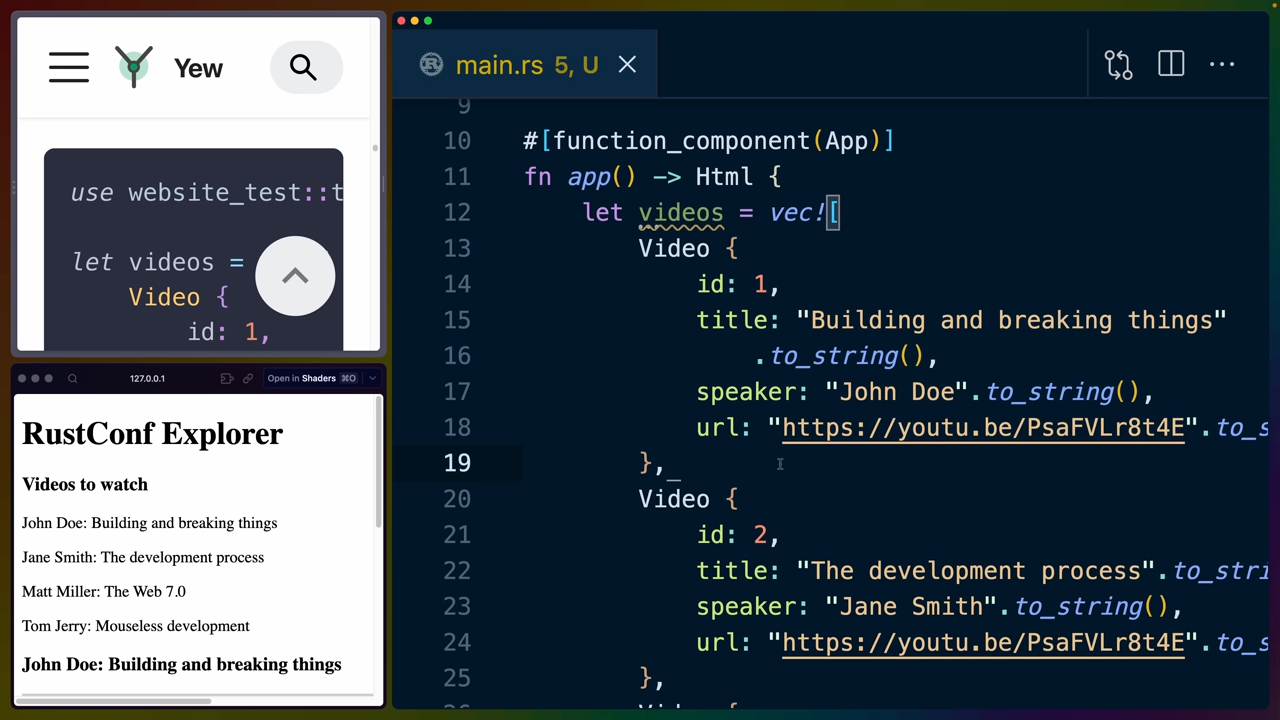 Yew
use website_test::t
let videos =
Video {
id: 1,
127.0.0.1
Open in Shaders ⌘O
RustConf Explorer
Videos to watch
John Doe: Building and breaking things
Jane Smith: The development process
Matt Miller: The Web 7.0
Tom Jerry: Mouseless development
John Doe: Building and breaking things
main.rs 5, U
9
10 #[function_component(App)]
11 fn app() -> Html {
12 let videos = vec![
13 Video {
14 id: 1,
15 title: "Building and breaking things"
16 .to_string(),
17 speaker: "John Doe".to_string(),
18 url: "https://youtu.be/PsaFVLr8t4E".to_s
19 },
20 Video {
21 id: 2,
22 title: "The development process".to_stri
23 speaker: "Jane Smith".to_string(),
24 url: "https://youtu.be/PsaFVLr8t4E".to_s
25 },
26 Video {